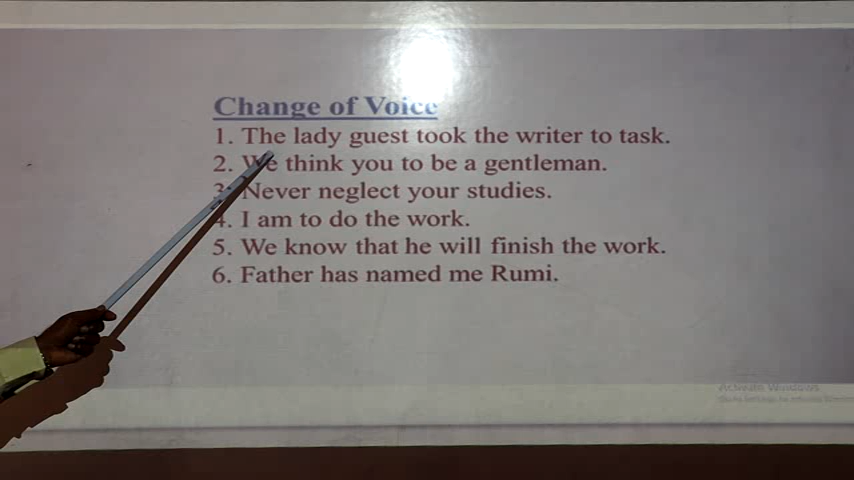 Change of Voice
1. The lady guest took the writer to task.
2. We think you to be a gentleman.
3. Never neglect your studies.
4. I am to do the work.
5. We know that he will finish the work.
6. Father has named me Rumi.
Activate Windows